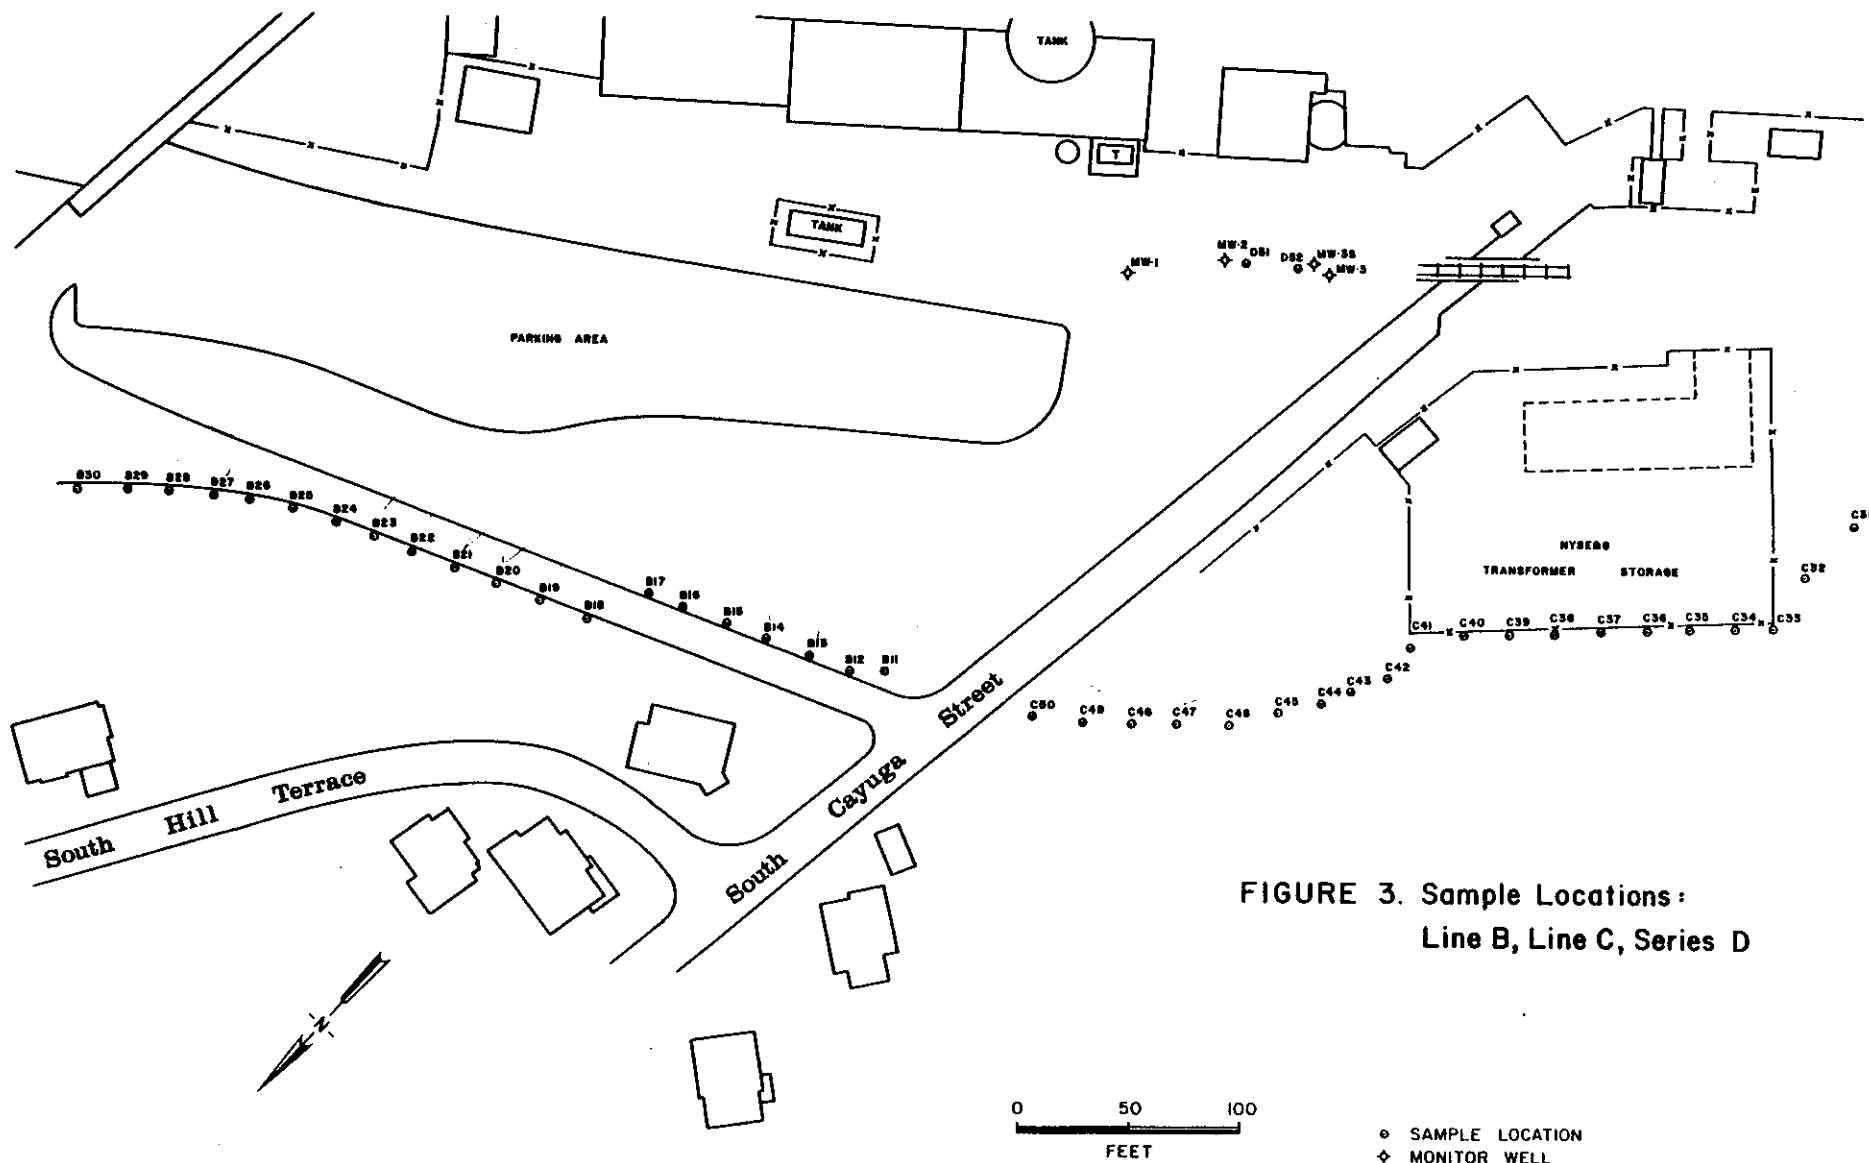 TANK
T
TANK
MW-1
MW-2
DS1
DS2
MW-3S
MW-3
PARKING AREA
B30
B29
B28
B27
B26
B25
B24
B23
B22
B21
B20
B19
B18
B17
B16
B15
B14
B13
B12
B11
NYSE&G
TRANSFORMER STORAGE
C32
C33
C34
C35
C36
C37
C38
C39
C40
C41
C42
C43
C44
C45
C46
C47
C48
C49
C50
South Cayuga Street
South Hill Terrace
N
FIGURE 3. Sample Locations:
Line B, Line C, Series D
0 50 100
FEET
SAMPLE LOCATION
MONITOR WELL